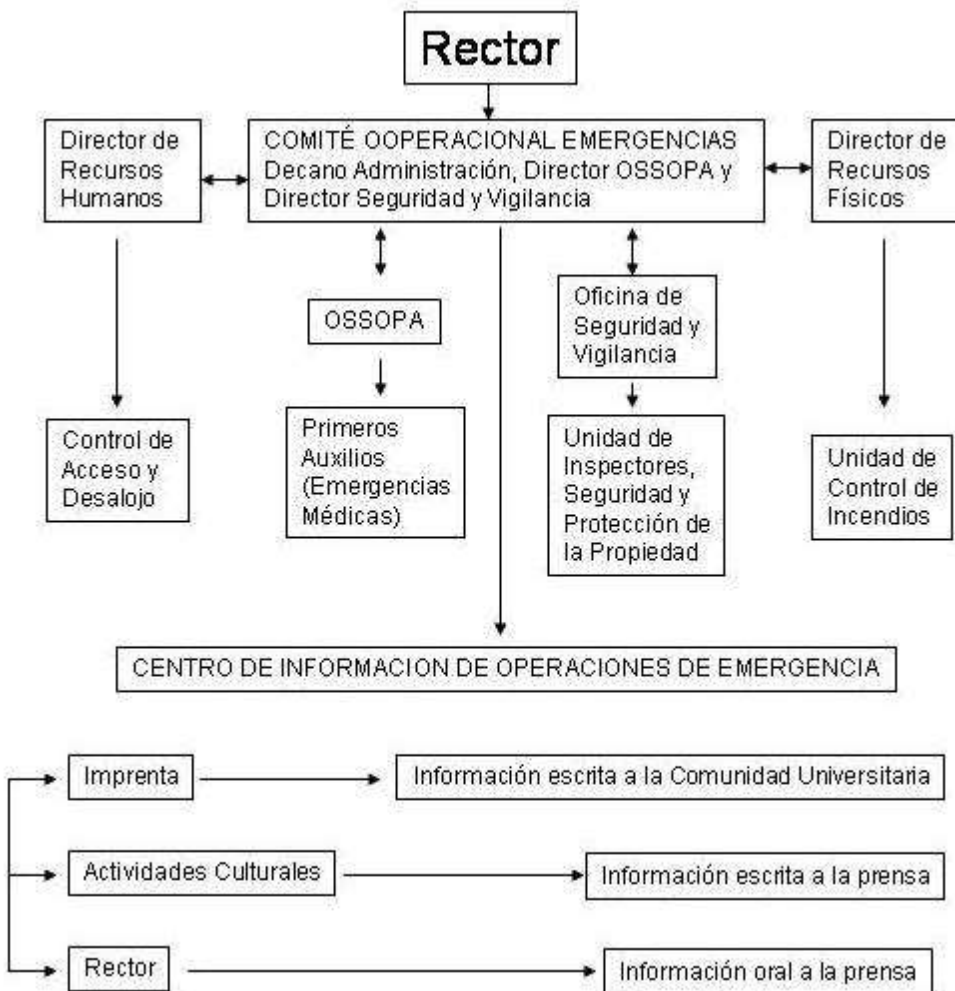 Rector
Director de
Recursos
Humanos
COMITÉ OOPERACIONAL EMERGENCIAS
Decano Administración, Director OSSOPA y
Director Seguridad y Vigilancia
Director de
Recursos
Físicos
OSSOPA
Oficina de
Seguridad y
Vigilancia
Control de
Acceso y
Desalojo
Primeros
Auxilios
(Emergencias
Médicas)
Unidad de
Inspectores,
Seguridad y
Protección de
la Propiedad
Unidad de
Control de
Incendios
CENTRO DE INFORMACION DE OPERACIONES DE EMERGENCIA
Imprenta
Información escrita a la Comunidad Universitaria
Actividades Culturales
Información escrita a la prensa
Rector
Información oral a la prensa